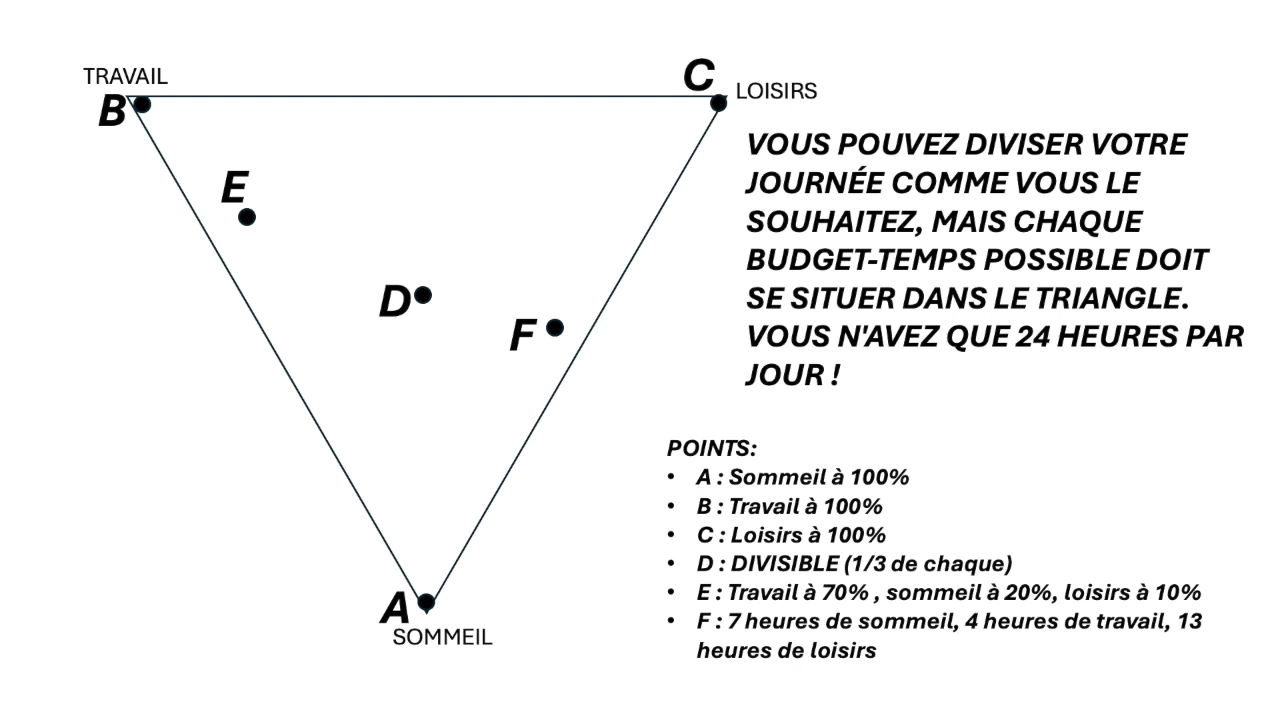 TRAVAIL
B
C
LOISIRS
E
D
F
A
SOMMEIL
VOUS POUVEZ DIVISER VOTRE
JOURNÉE COMME VOUS LE
SOUHAITEZ, MAIS CHAQUE
BUDGET-TEMPS POSSIBLE DOIT
SE SITUER DANS LE TRIANGLE.
VOUS N'AVEZ QUE 24 HEURES PAR
JOUR !
POINTS:
• A : Sommeil à 100%
• B : Travail à 100%
• C : Loisirs à 100%
• D : DIVISIBLE (1/3 de chaque)
• E : Travail à 70% , sommeil à 20%, loisirs à 10%
• F : 7 heures de sommeil, 4 heures de travail, 13
heures de loisirs